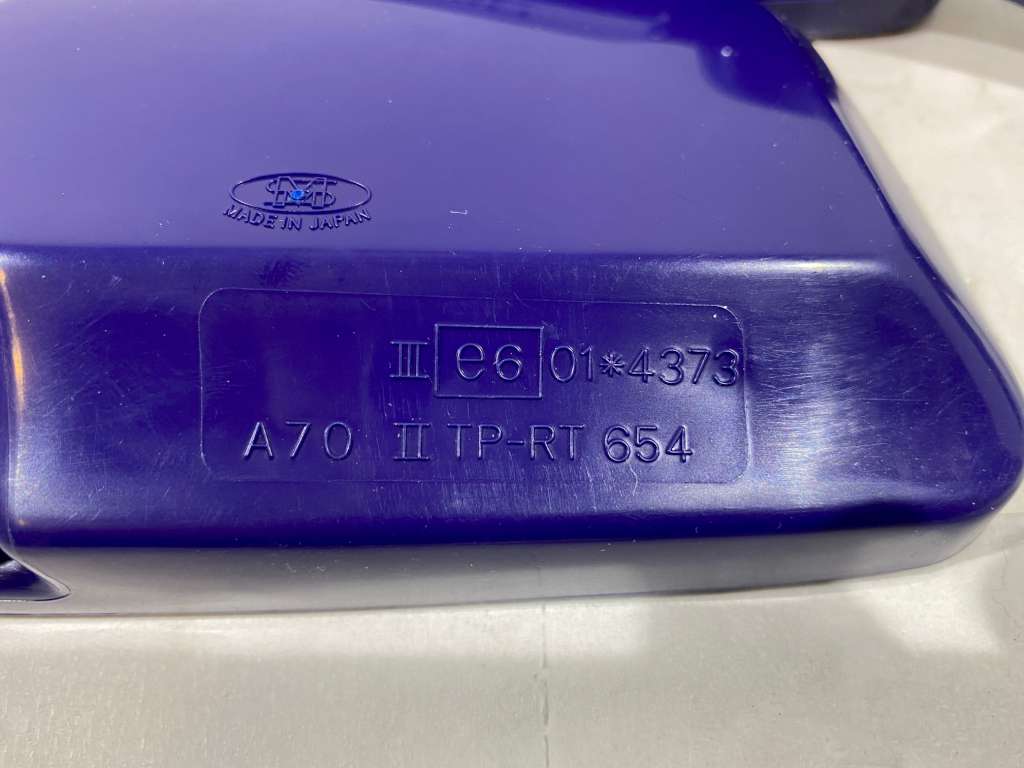 MADE IN JAPAN
III e6 01*4373
A70 II TP-RT 654